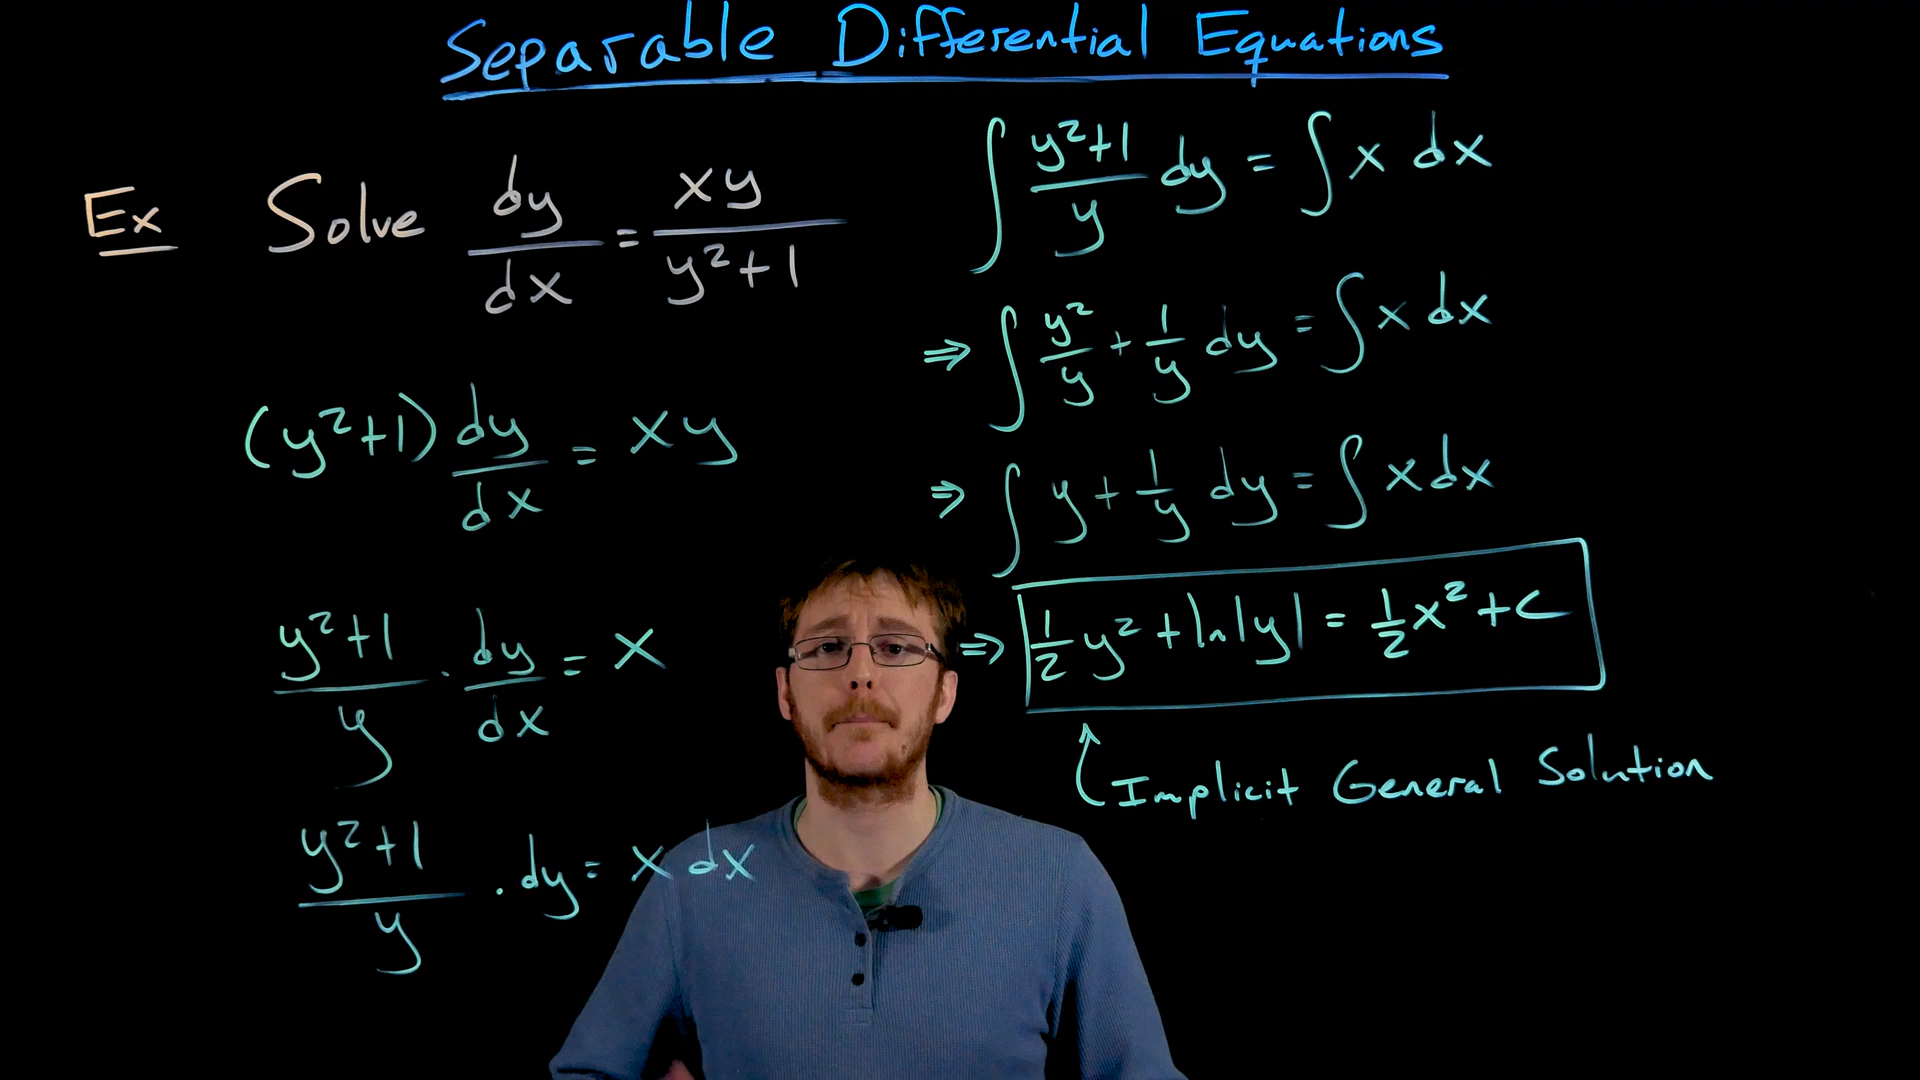 Separable Differential Equations
Ex Solve dy/dx = xy/(y²+1)
(y²+1) dy/dx = xy
(y²+1)/y · dy/dx = x
(y²+1)/y · dy = x dx
∫ (y²+1)/y dy = ∫ x dx
⇒ ∫ y²/y + 1/y dy = ∫ x dx
⇒ ∫ y + 1/y dy = ∫ x dx
⇒ 1/2 y² + ln|y| = 1/2 x² + C
Implicit General Solution